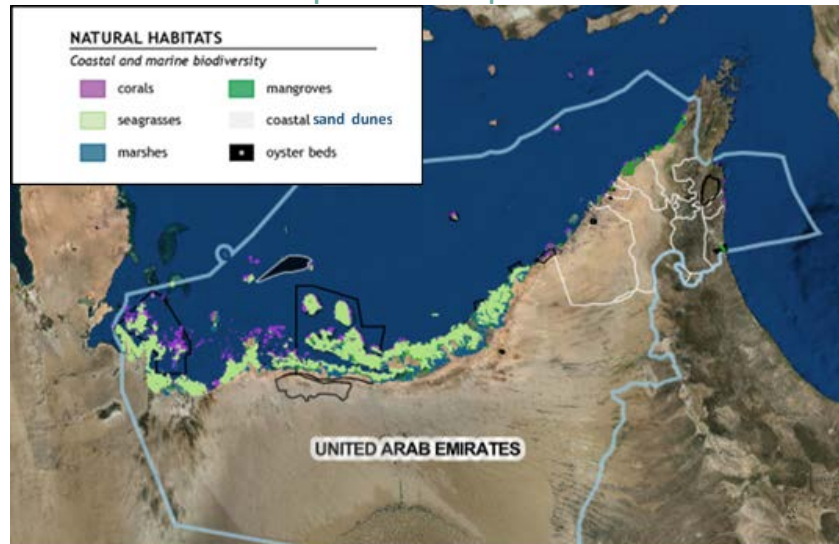 NATURAL HABITATS
Coastal and marine biodiversity
corals
mangroves
seagrasses
coastal sand dunes
marshes
oyster beds
UNITED ARAB EMIRATES